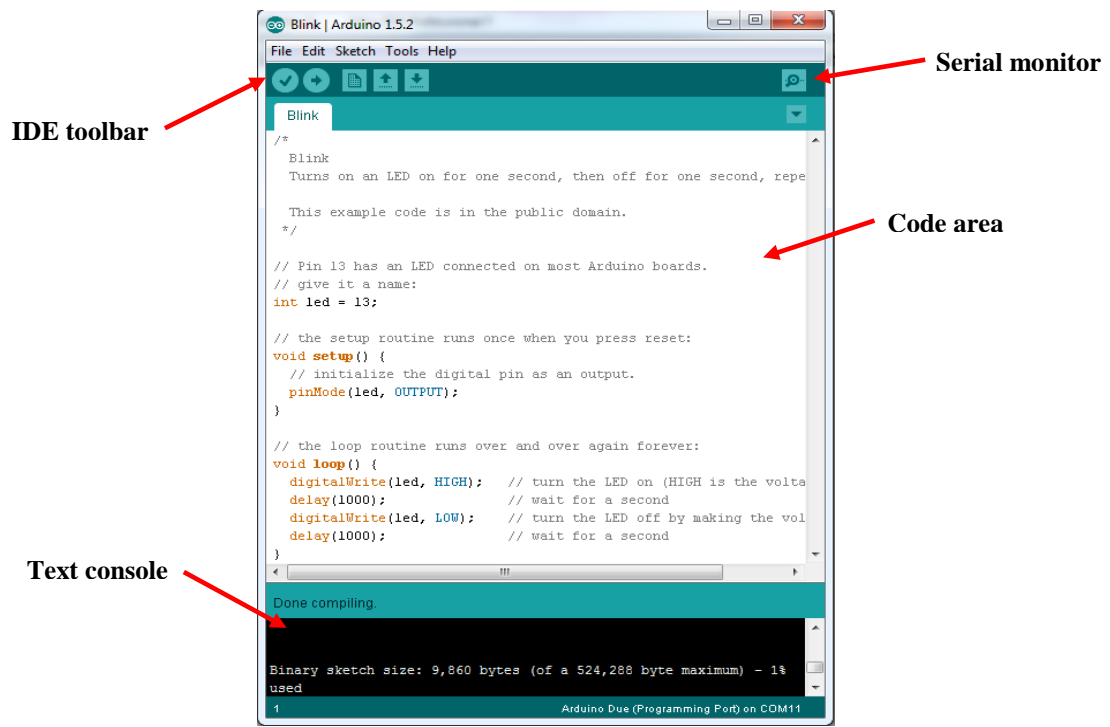 Blink | Arduino 1.5.2
File Edit Sketch Tools Help
Serial monitor
IDE toolbar
Blink
/*
  Blink
  Turns on an LED on for one second, then off for one second, repe

  This example code is in the public domain.
 */
Code area

// Pin 13 has an LED connected on most Arduino boards.
// give it a name:
int led = 13;

// the setup routine runs once when you press reset:
void setup() {
  // initialize the digital pin as an output.
  pinMode(led, OUTPUT);
}

// the loop routine runs over and over again forever:
void loop() {
  digitalWrite(led, HIGH);   // turn the LED on (HIGH is the volta
  delay(1000);               // wait for a second
  digitalWrite(led, LOW);    // turn the LED off by making the vol
  delay(1000);               // wait for a second
}
Text console
Done compiling.
Binary sketch size: 9,860 bytes (of a 524,288 byte maximum) - 1%
used
1 Arduino Due (Programming Port) on COM11